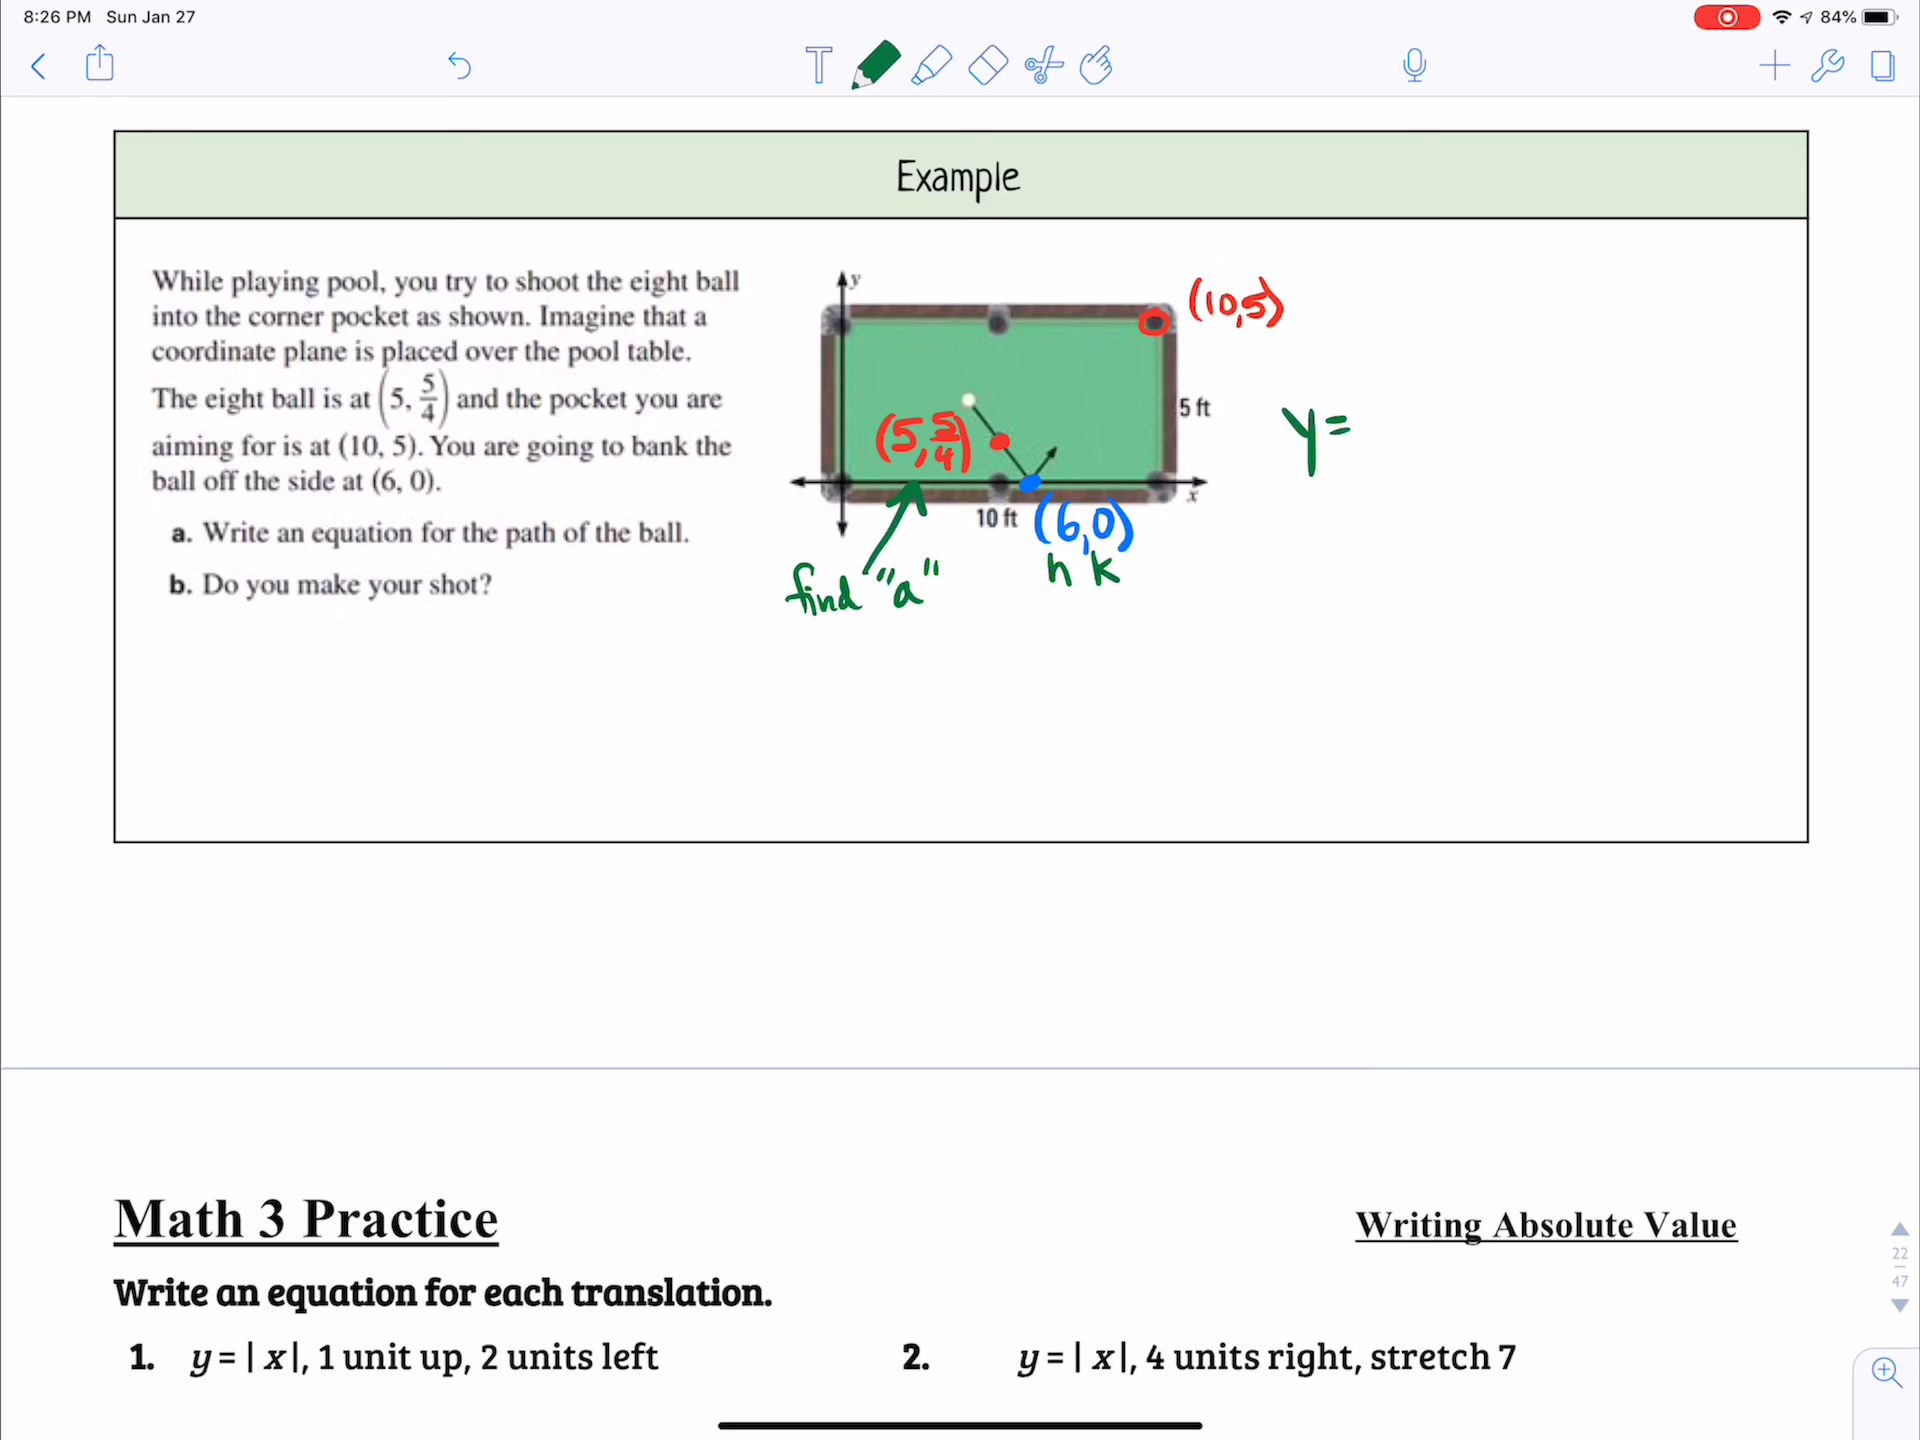 8:26 PM Sun Jan 27
84%
T
Example
While playing pool, you try to shoot the eight ball
into the corner pocket as shown. Imagine that a
coordinate plane is placed over the pool table.
The eight ball is at (5, 5/4) and the pocket you are
aiming for is at (10, 5). You are going to bank the
ball off the side at (6, 0).
a. Write an equation for the path of the ball.
b. Do you make your shot?
y
(10,5)
5 ft
y=
(5, 5/4)
x
10 ft
(6,0)
h k
find "a"
Math 3 Practice
Writing Absolute Value
Write an equation for each translation.
1. y = | x |, 1 unit up, 2 units left
2. y = | x |, 4 units right, stretch 7
22
47